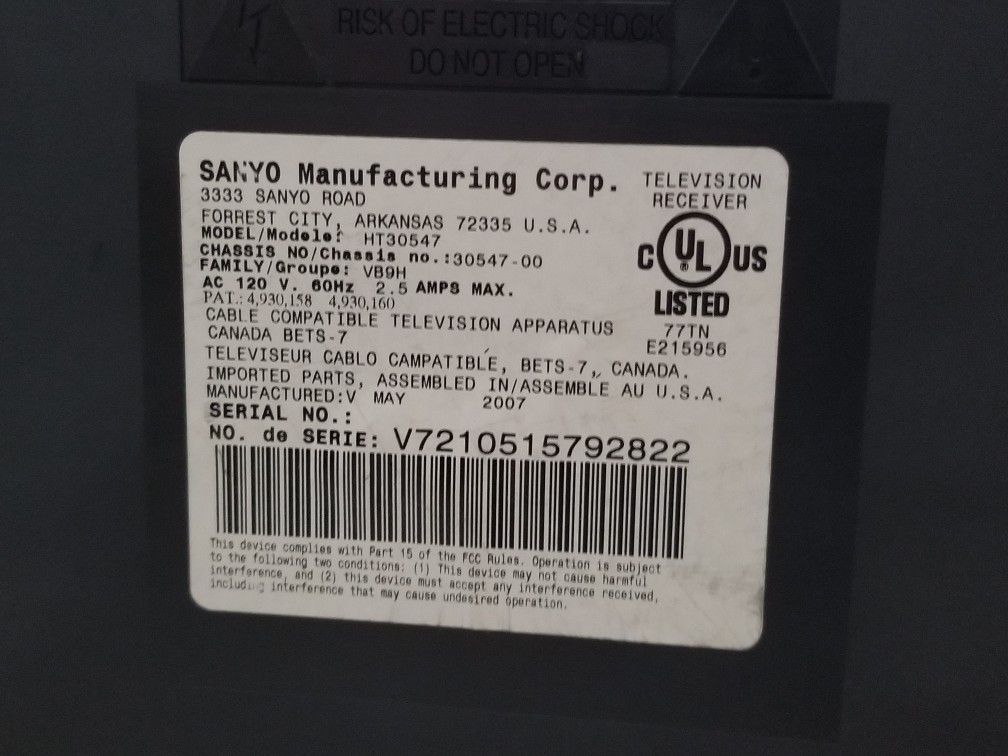 RISK OF ELECTRIC SHOCK
DO NOT OPEN
SANYO Manufacturing Corp.
3333 SANYO ROAD
FORREST CITY, ARKANSAS 72335 U.S.A.
MODEL/Modele: HT30547
CHASSIS NO/Chassis no.:30547-00
FAMILY/Groupe: VB9H
AC 120 V. 60Hz 2.5 AMPS MAX.
PAT.: 4,930,158 4,930,160
CABLE COMPATIBLE TELEVISION APPARATUS
CANADA BETS-7
TELEVISEUR CABLO CAMPATIBLE, BETS-7, CANADA.
IMPORTED PARTS, ASSEMBLED IN/ASSEMBLE AU U.S.A.
MANUFACTURED:V MAY 2007
SERIAL NO.:
NO. de SERIE: V7210515792822
TELEVISION
RECEIVER
C UL US
®
LISTED
77TN
E215956
This device complies with Part 15 of the FCC Rules. Operation is subject
to the following two conditions: (1) This device may not cause harmful
interference, and (2) this device must accept any interference received,
including interference that may cause undesired operation.